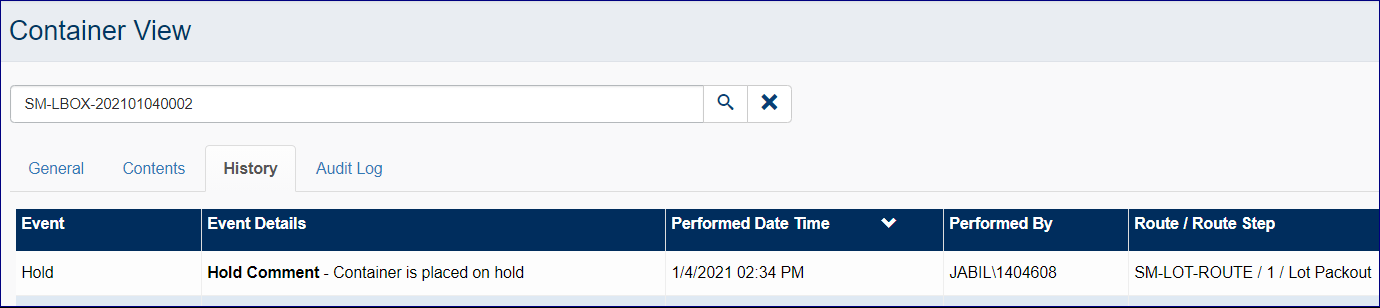 Container View
SM-LBOX-202101040002
General Contents History Audit Log
Event Event Details Performed Date Time Performed By Route / Route Step
Hold Hold Comment - Container is placed on hold 1/4/2021 02:34 PM JABIL\1404608 SM-LOT-ROUTE / 1 / Lot Packout